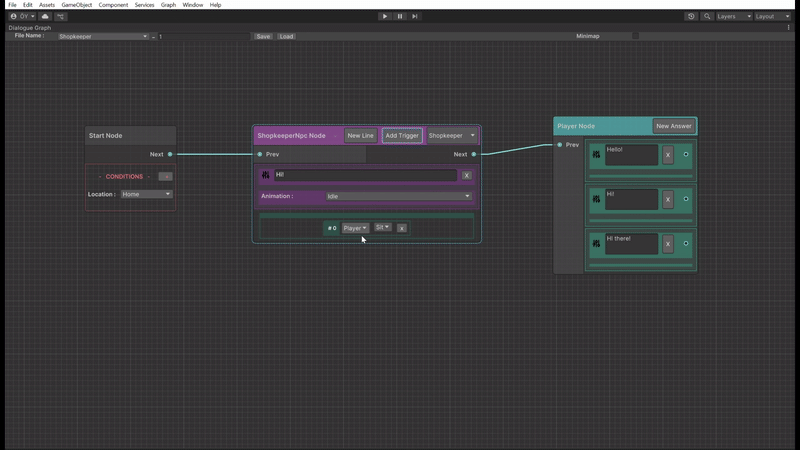 File Edit Assets GameObject Component Services Graph Window Help
ÖY Layers Layout
Dialogue Graph
File Name : Shopkeeper _ 1 Save Load Minimap
Start Node
Next
- CONDITIONS -
Location : Home
ShopkeeperNpc Node New Line Add Trigger Shopkeeper
Prev Next
Hi! X
Animation : Idle
# 0 Player Sit x
Player Node New Answer
Prev
Hello! X
Hi! X
Hi there! X